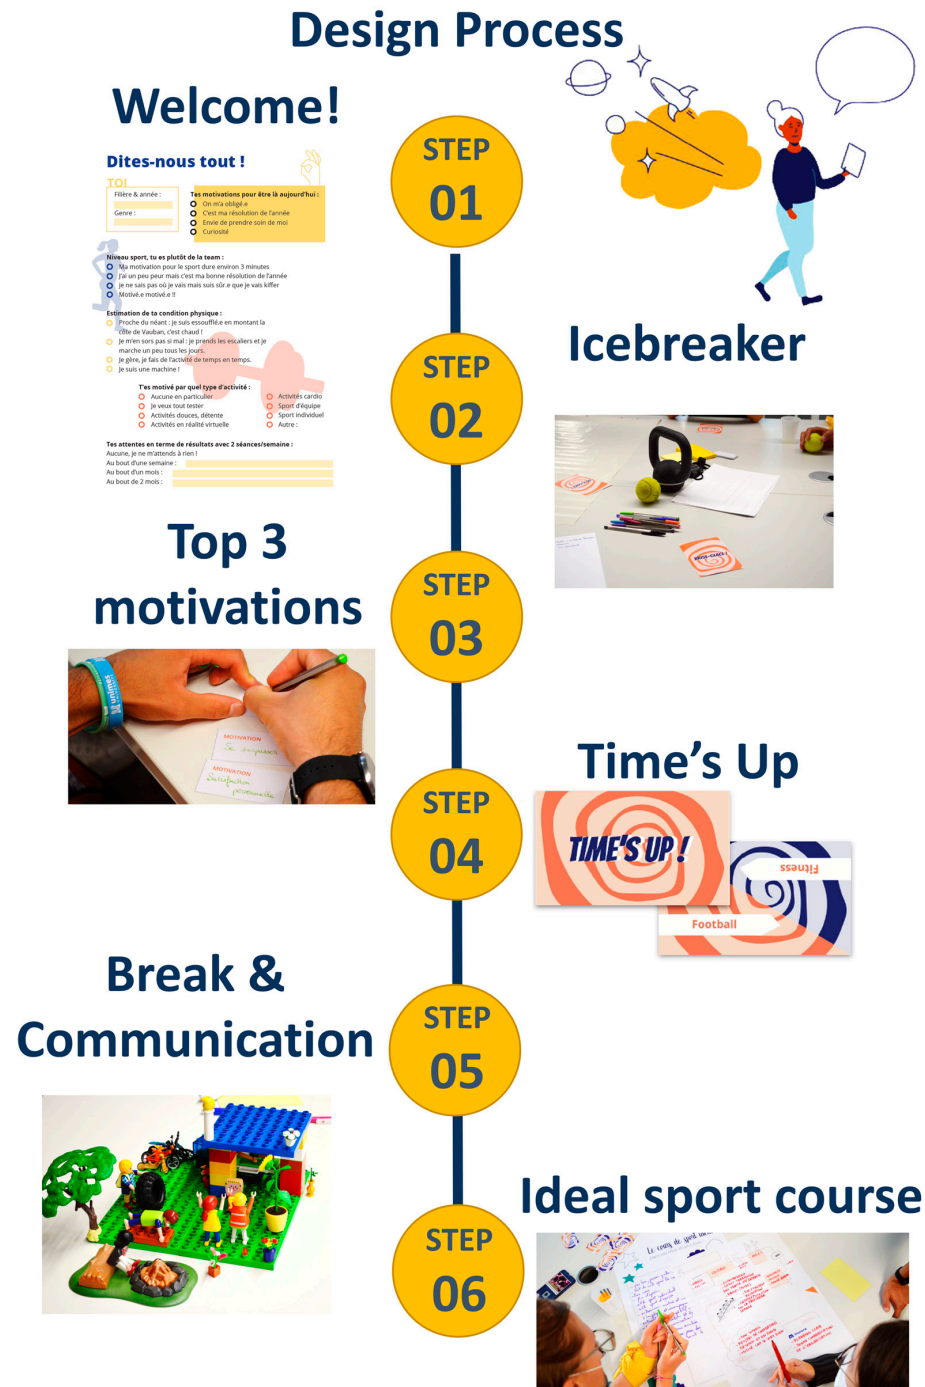 Design Process
Welcome!
Dites-nous tout !
TOI
Filière & année :
Genre :
Tes motivations pour être là aujourd'hui :
On m'a obligé.e
C'est ma résolution de l'année
Envie de prendre soin de moi
Curiosité
Niveau sport, tu es plutôt de la team :
Ma motivation pour le sport dure environ 3 minutes
J'ai un peu peur mais c'est ma bonne résolution de l'année
Je ne sais pas où je vais mais suis sûr.e que je vais kiffer
Motivé.e motivé.e !!
Estimation de ta condition physique :
Proche du néant : je suis essoufflé.e en montant la
côte de Vauban, c'est chaud !
Je m'en sors pas si mal : je prends les escaliers et je
marche un peu tous les jours.
Je gère, je fais de l'activité de temps en temps.
Je suis une machine !
T'es motivé par quel type d'activité :
Aucune en particulier
Je veux tout tester
Activités douces, détente
Activités en réalité virtuelle
Activités cardio
Sport d'équipe
Sport individuel
Autre :
Tes attentes en terme de résultats avec 2 séances/semaine :
Aucune, je ne m'attends à rien !
Au bout d'une semaine :
Au bout d'un mois :
Au bout de 2 mois :
STEP
01
Icebreaker
STEP
02
Top 3
motivations
unîmes
MOTIVATION
Se surpasser
MOTIVATION
Satisfaction
personnelle
STEP
03
Time's Up
TIME'S UP !
Fitness
Football
STEP
04
Break &
Communication
STEP
05
Ideal sport course
Le cours de sport idéal
STEP
06